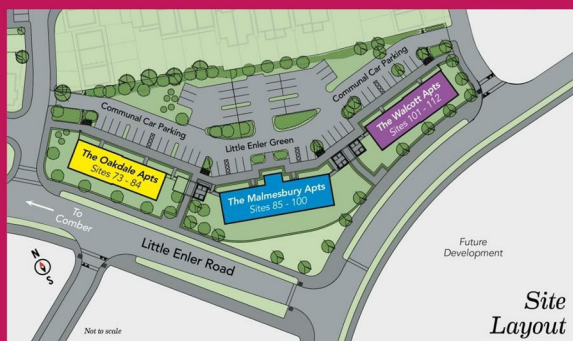 Communal Car Parking
Communal Car Parking
Little Enler Green
The Walcott Apts
Sites 101 - 112
The Oakdale Apts
Sites 73 - 84
The Malmesbury Apts
Sites 85 - 100
To
Comber
Little Enler Road
Future
Development
N
S
Not to scale
Site
Layout